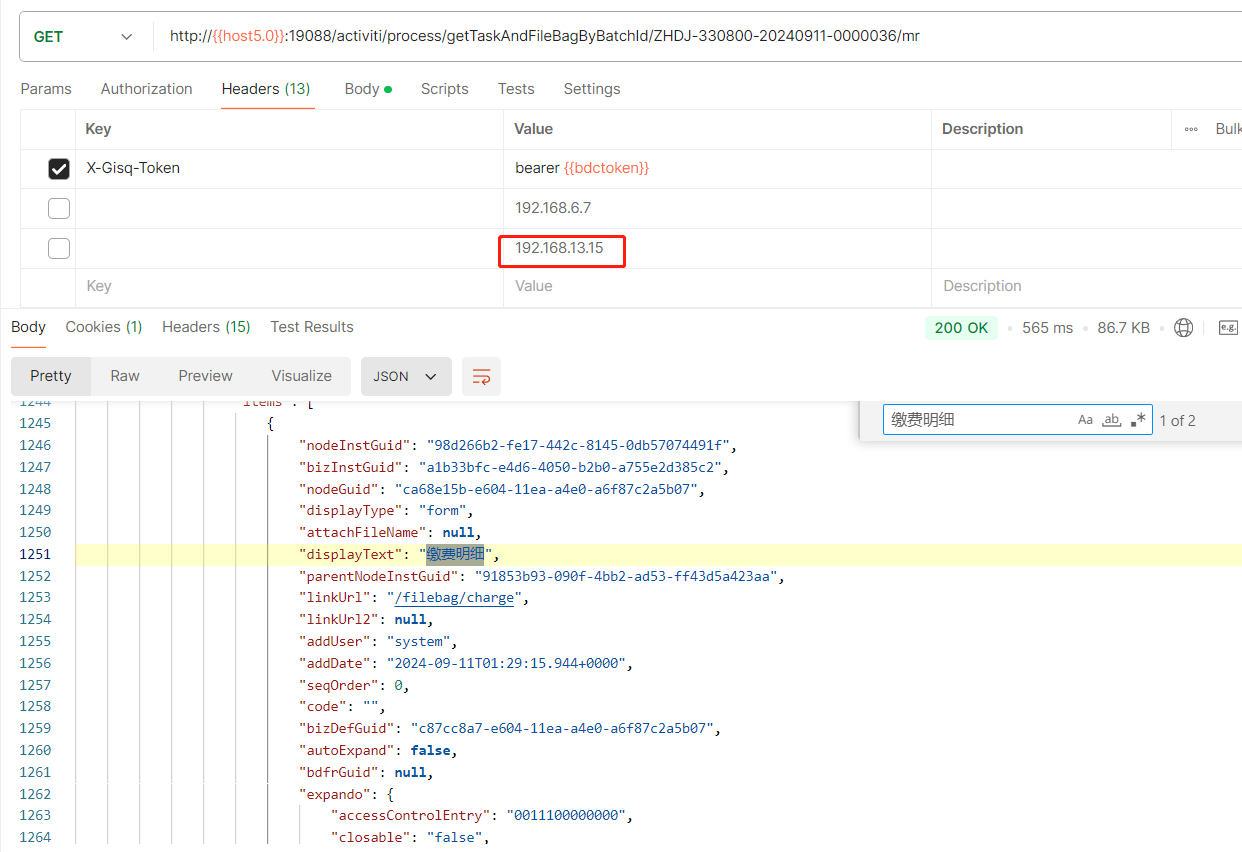 GET http://{{host5.0}}:19088/activiti/process/getTaskAndFileBagByBatchId/ZHDJ-330800-20240911-0000036/mr
Params Authorization Headers (13) Body Scripts Tests Settings
Key Value Description Bulk
X-Gisq-Token bearer {{bdctoken}}
192.168.6.7
192.168.13.15
Key Value Description
Body Cookies (1) Headers (15) Test Results 200 OK 565 ms 86.7 KB e.g.
Pretty Raw Preview Visualize JSON
1244 "items": [
缴费明细 Aa ab .* 1 of 2
1245 {
1246 "nodeInstGuid": "98d266b2-fe17-442c-8145-0db57074491f",
1247 "bizInstGuid": "a1b33bfc-e4d6-4050-b2b0-a755e2d385c2",
1248 "nodeGuid": "ca68e15b-e604-11ea-a4e0-a6f87c2a5b07",
1249 "displayType": "form",
1250 "attachFileName": null,
1251 "displayText": "缴费明细",
1252 "parentNodeInstGuid": "91853b93-090f-4bb2-ad53-ff43d5a423aa",
1253 "linkUrl": "/filebag/charge",
1254 "linkUrl2": null,
1255 "addUser": "system",
1256 "addDate": "2024-09-11T01:29:15.944+0000",
1257 "seqOrder": 0,
1258 "code": "",
1259 "bizDefGuid": "c87cc8a7-e604-11ea-a4e0-a6f87c2a5b07",
1260 "autoExpand": false,
1261 "bdfrGuid": null,
1262 "expando": {
1263 "accessControlEntry": "0011100000000",
1264 "closable": "false",